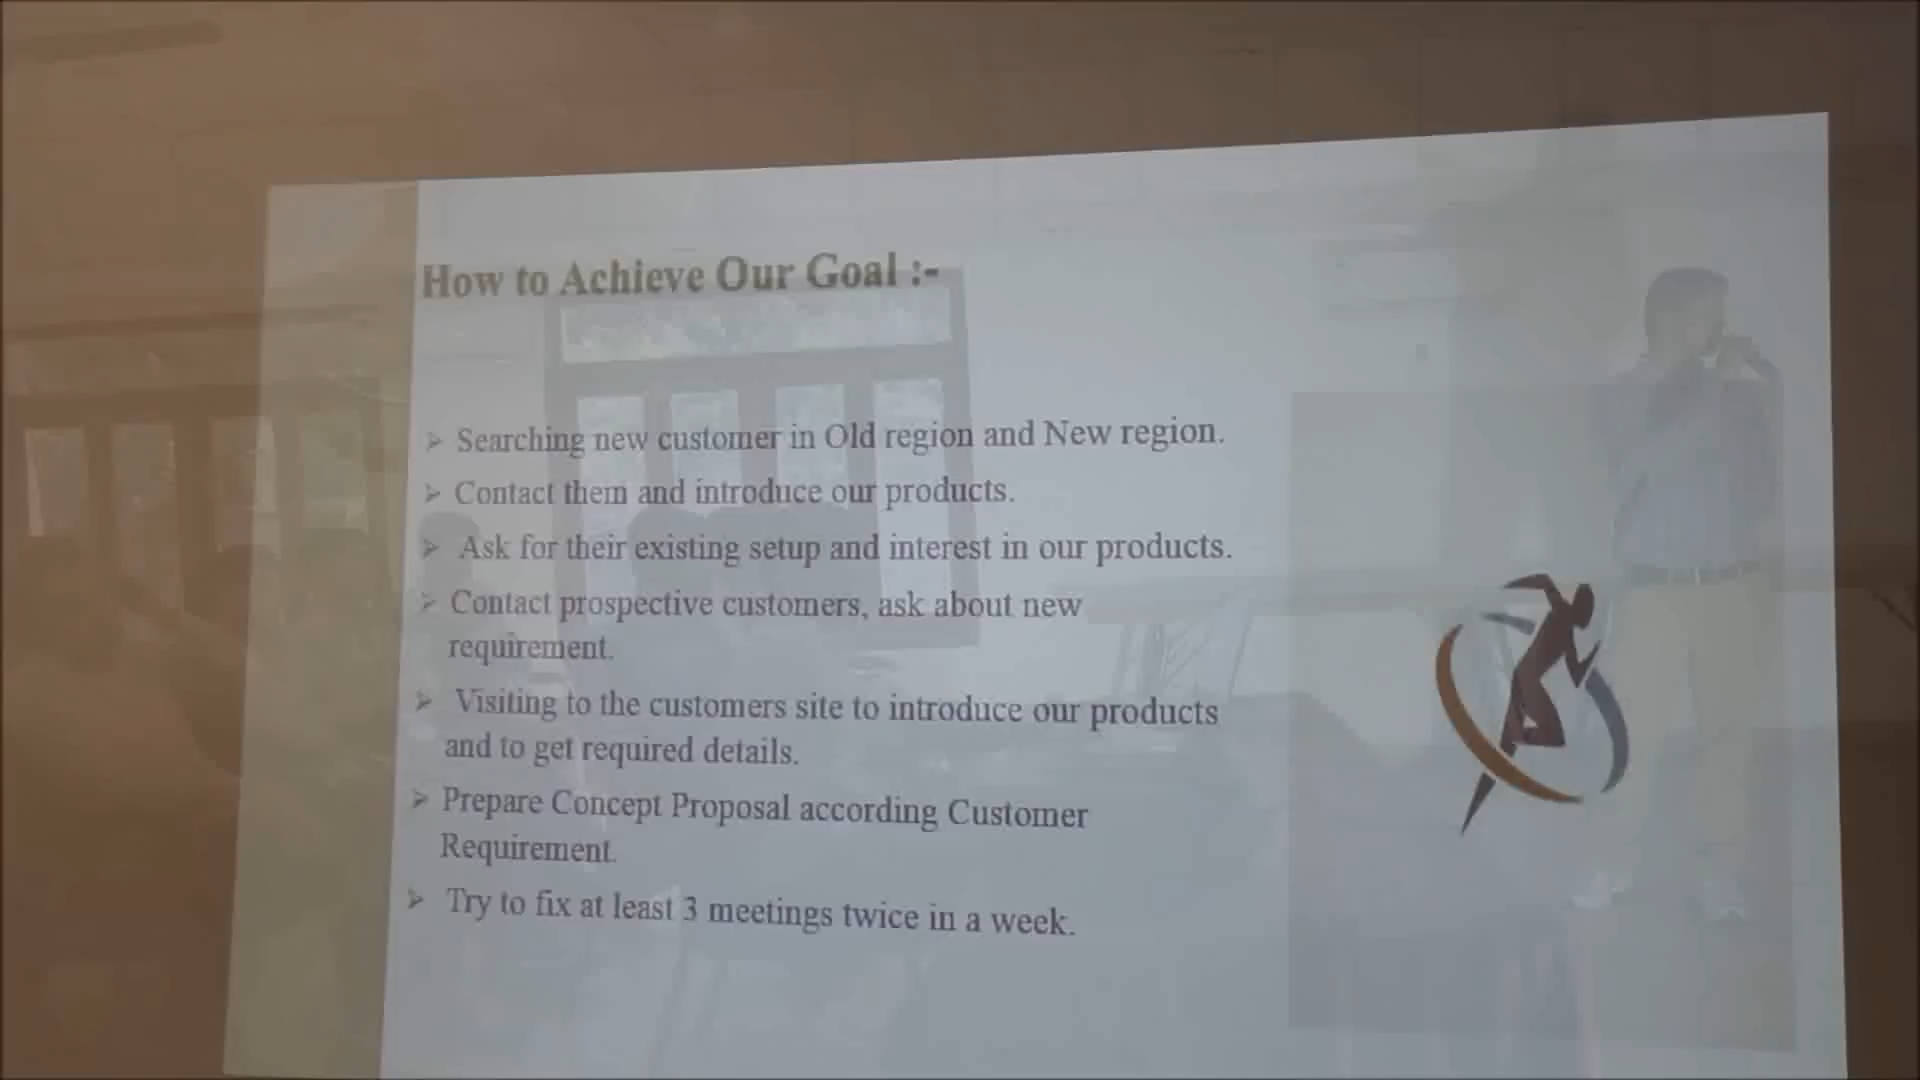 How to Achieve Our Goal :-
➢ Searching new customer in Old region and New region.
➢ Contact them and introduce our products.
➢ Ask for their existing setup and interest in our products.
➢ Contact prospective customers, ask about new
requirement.
➢ Visiting to the customers site to introduce our products
and to get required details.
➢ Prepare Concept Proposal according Customer
Requirement.
➢ Try to fix at least 3 meetings twice in a week.